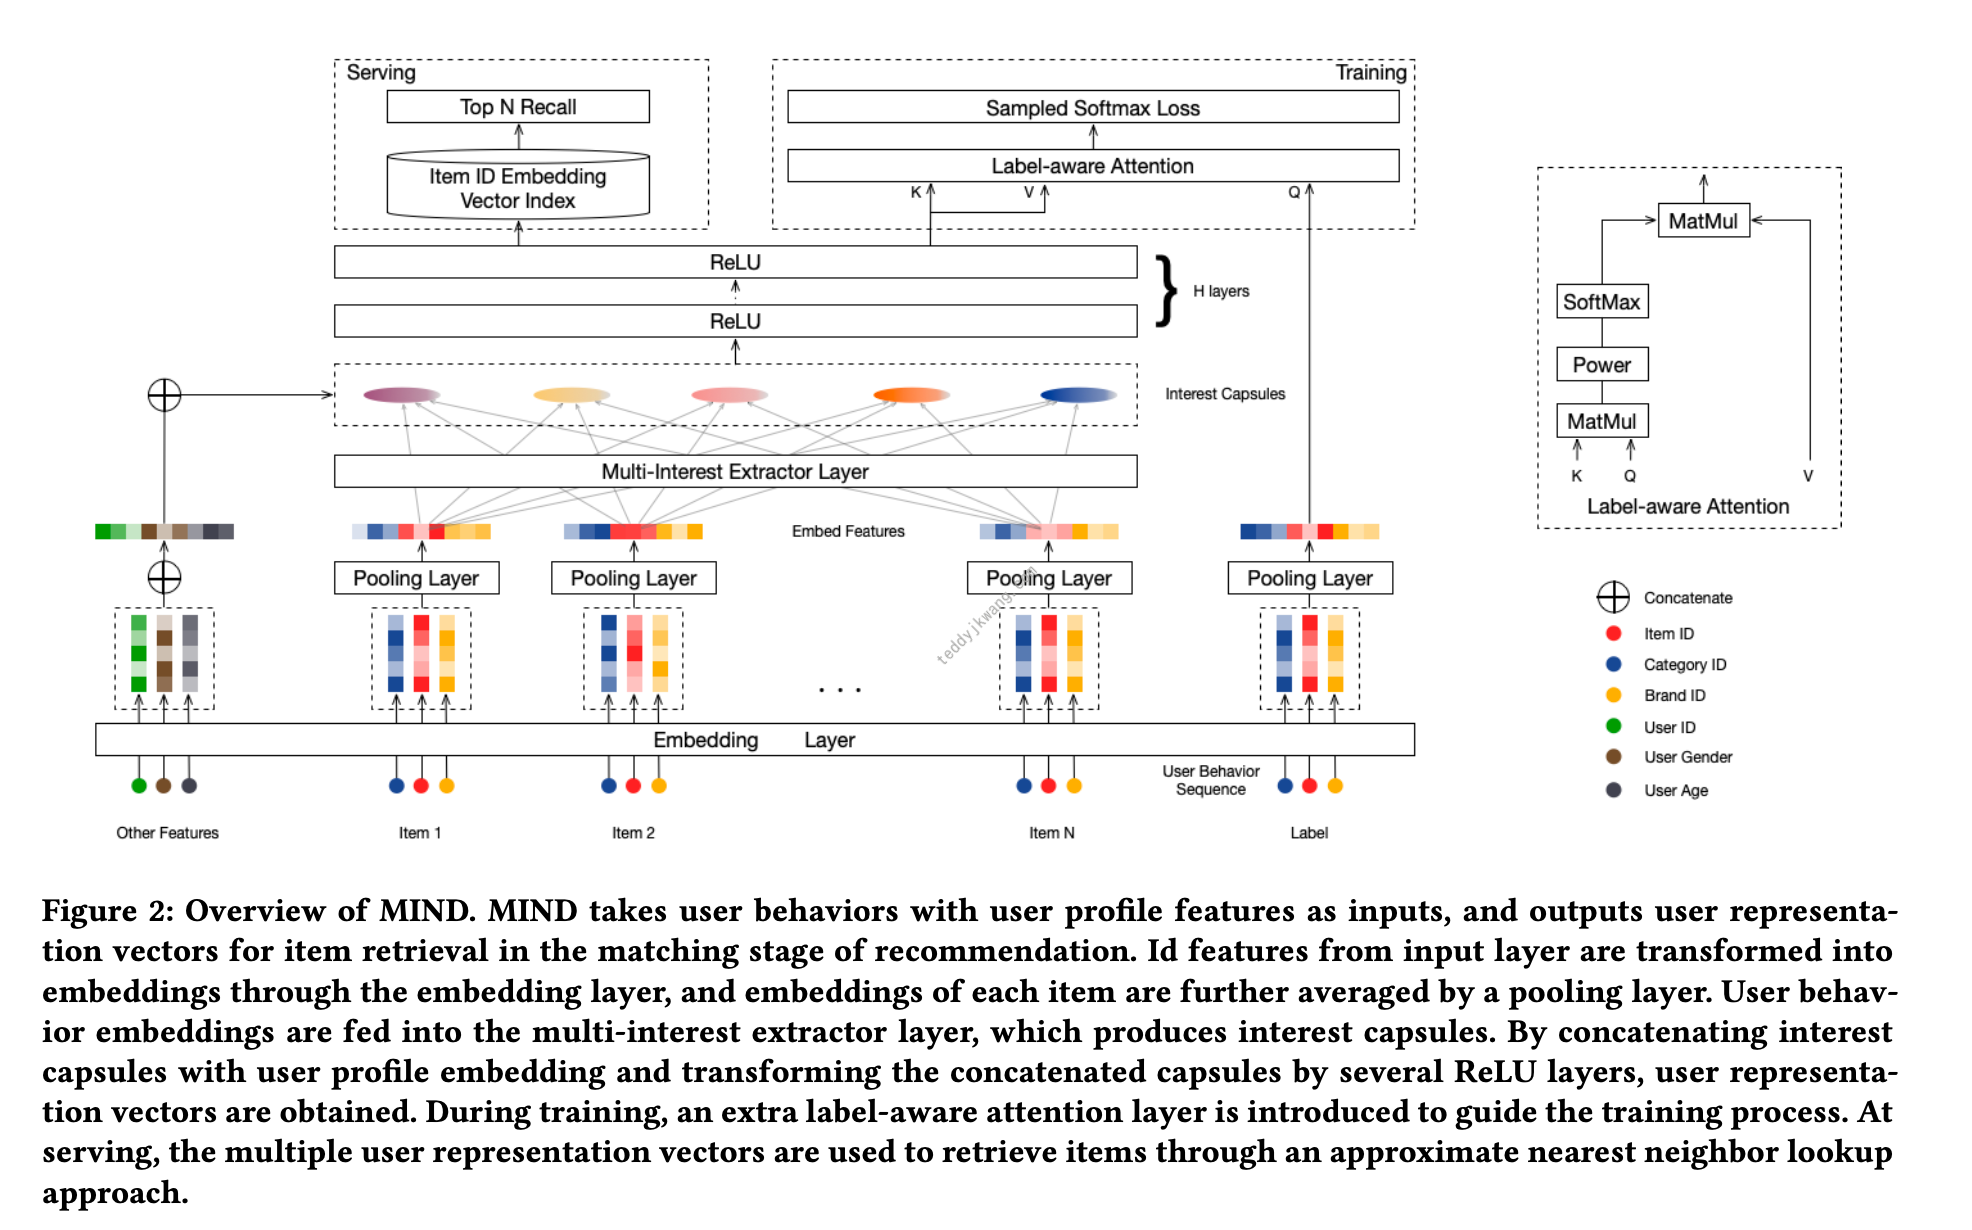 Serving
Top N Recall
Item ID Embedding
Vector Index
Training
Sampled Softmax Loss
Label-aware Attention
K
V
Q
ReLU
H layers
ReLU
Interest Capsules
Multi-Interest Extractor Layer
Embed Features
Pooling Layer
Pooling Layer
Pooling Layer
Pooling Layer
teddyjkwang.com
. . .
Embedding Layer
User Behavior
Sequence
Other Features
Item 1
Item 2
Item N
Label
MatMul
SoftMax
Power
MatMul
K
Q
V
Label-aware Attention
Concatenate
Item ID
Category ID
Brand ID
User ID
User Gender
User Age
Figure 2: Overview of MIND. MIND takes user behaviors with user profile features as inputs, and outputs user representa-
tion vectors for item retrieval in the matching stage of recommendation. Id features from input layer are transformed into
embeddings through the embedding layer, and embeddings of each item are further averaged by a pooling layer. User behav-
ior embeddings are fed into the multi-interest extractor layer, which produces interest capsules. By concatenating interest
capsules with user profile embedding and transforming the concatenated capsules by several ReLU layers, user representa-
tion vectors are obtained. During training, an extra label-aware attention layer is introduced to guide the training process. At
serving, the multiple user representation vectors are used to retrieve items through an approximate nearest neighbor lookup
approach.